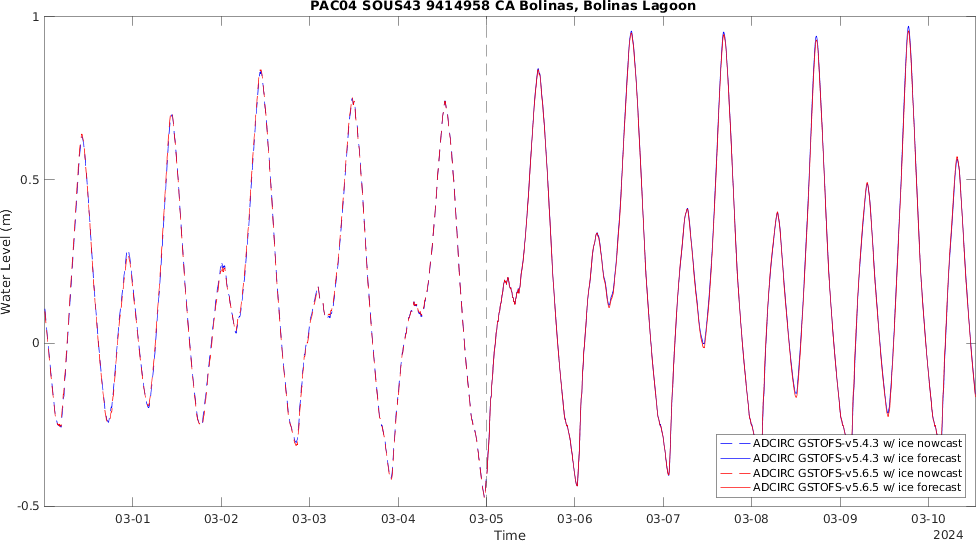 PAC04 SOUS43 9414958 CA Bolinas, Bolinas Lagoon
1
0.5
0
-0.5
Water Level (m)
ADCIRC GSTOFS-v5.4.3 w/ ice nowcast
ADCIRC GSTOFS-v5.4.3 w/ ice forecast
ADCIRC GSTOFS-v5.6.5 w/ ice nowcast
ADCIRC GSTOFS-v5.6.5 w/ ice forecast
03-01 03-02 03-03 03-04 03-05 03-06 03-07 03-08 03-09 03-10
Time
2024